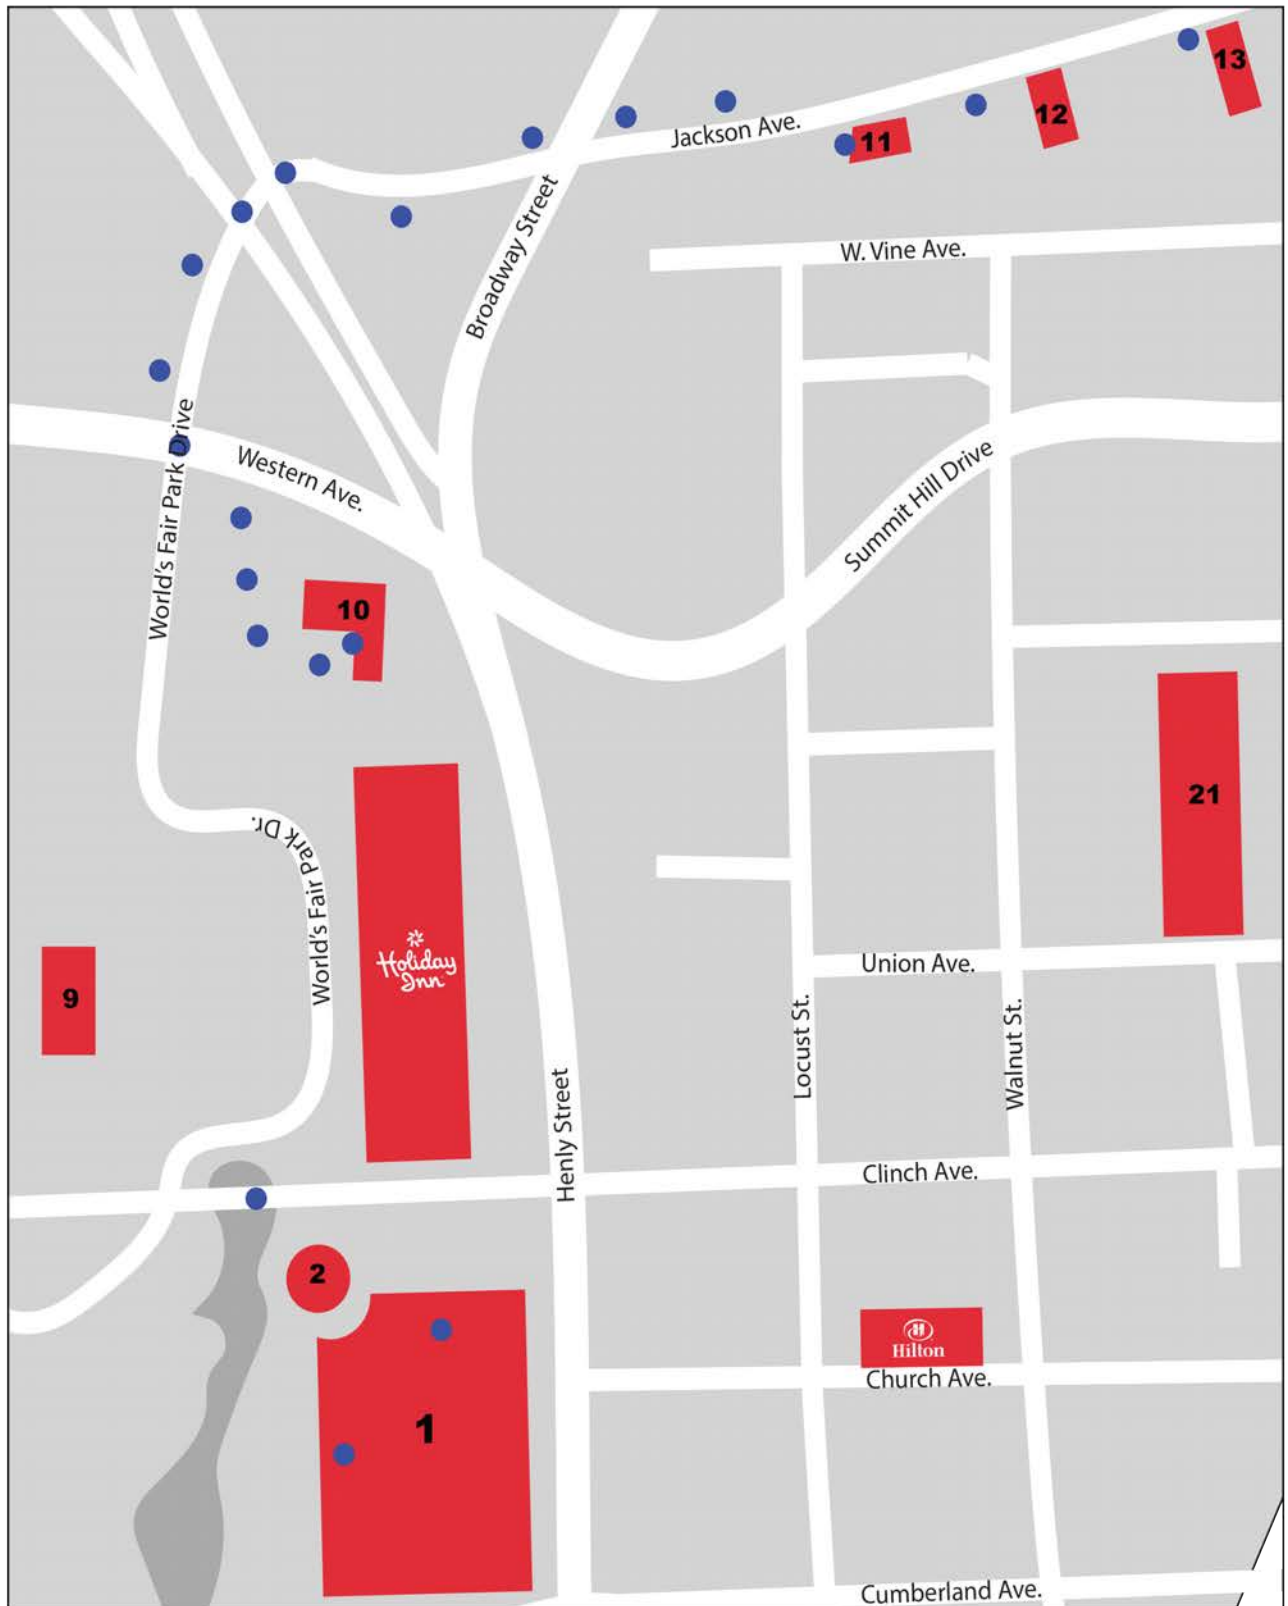 13
12
11
Jackson Ave.
Broadway Street
W. Vine Ave.
World's Fair Park Drive
Western Ave.
Summit Hill Drive
10
21
World's Fair Park Dr.
Holiday
Inn
9
Union Ave.
Locust St.
Walnut St.
Henly Street
Clinch Ave.
2
H
Hilton
Church Ave.
1
Cumberland Ave.